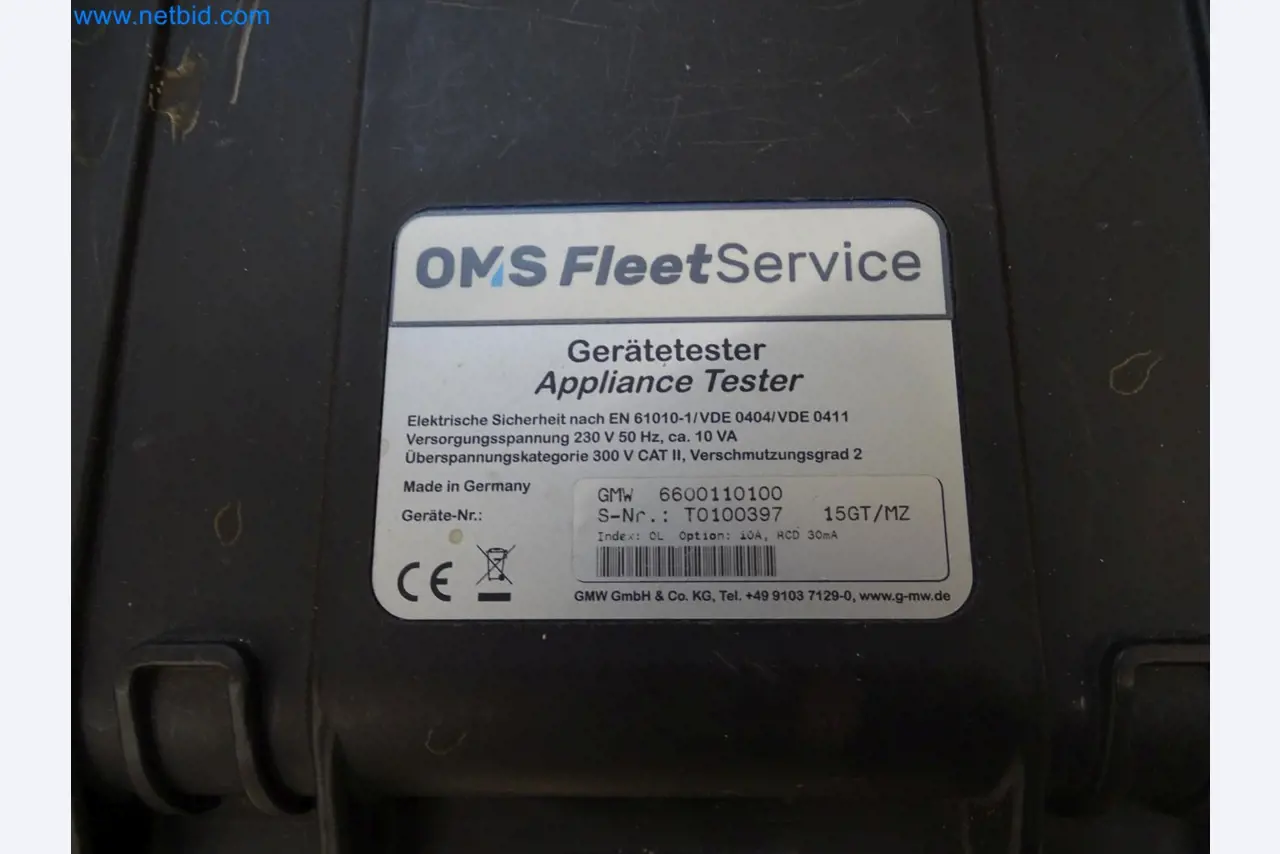 www.netbid.com
OMS FleetService
Gerätetester
Appliance Tester
Elektrische Sicherheit nach EN 61010-1/VDE 0404/VDE 0411
Versorgungsspannung 230 V 50 Hz, ca. 10 VA
Überspannungskategorie 300 V CAT II, Verschmutzungsgrad 2
Made in Germany
GMW 6600110100
Geräte-Nr.:
S-Nr.: T0100397 15GT/MZ
Index: 0L Option: 10A, RCD 30mA
CE
GMW GmbH & Co. KG, Tel. +49 9103 7129-0, www.g-mw.de